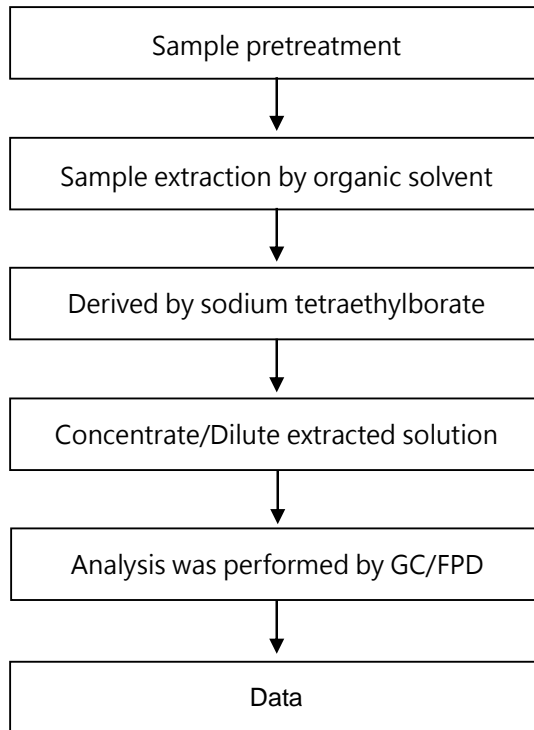 Sample pretreatment
Sample extraction by organic solvent
Derived by sodium tetraethylborate
Concentrate/Dilute extracted solution
Analysis was performed by GC/FPD
Data